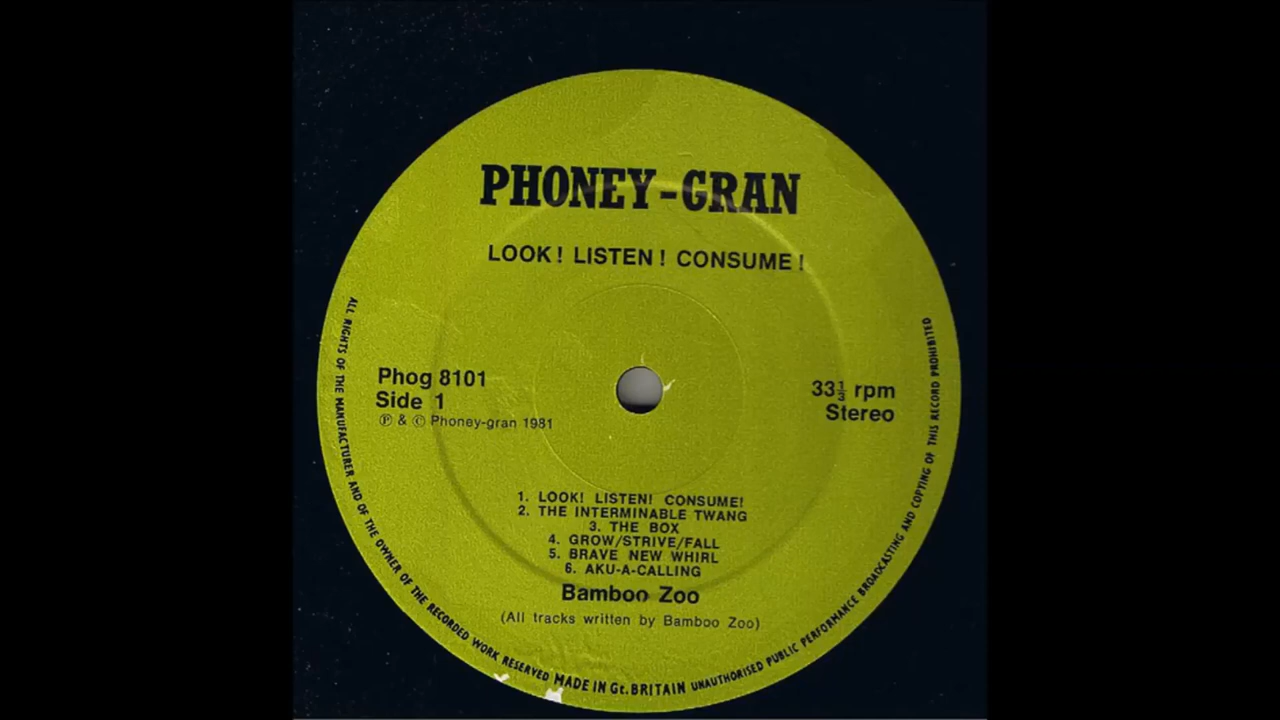 PHONEY-GRAN
LOOK! LISTEN! CONSUME!
Phog 8101
Side 1
℗ & © Phoney-gran 1981
33⅓ rpm
Stereo
1. LOOK! LISTEN! CONSUME!
2. THE INTERMINABLE TWANG
3. THE BOX
4. GROW/STRIVE/FALL
5. BRAVE NEW WHIRL
6. AKU-A-CALLING
Bamboo Zoo
(All tracks written by Bamboo Zoo)
ALL RIGHTS OF THE MANUFACTURER AND OF THE OWNER OF THE RECORDED WORK RESERVED MADE IN Gt. BRITAIN UNAUTHORISED PUBLIC PERFORMANCE BROADCASTING AND COPYING OF THIS RECORD PROHIBITED